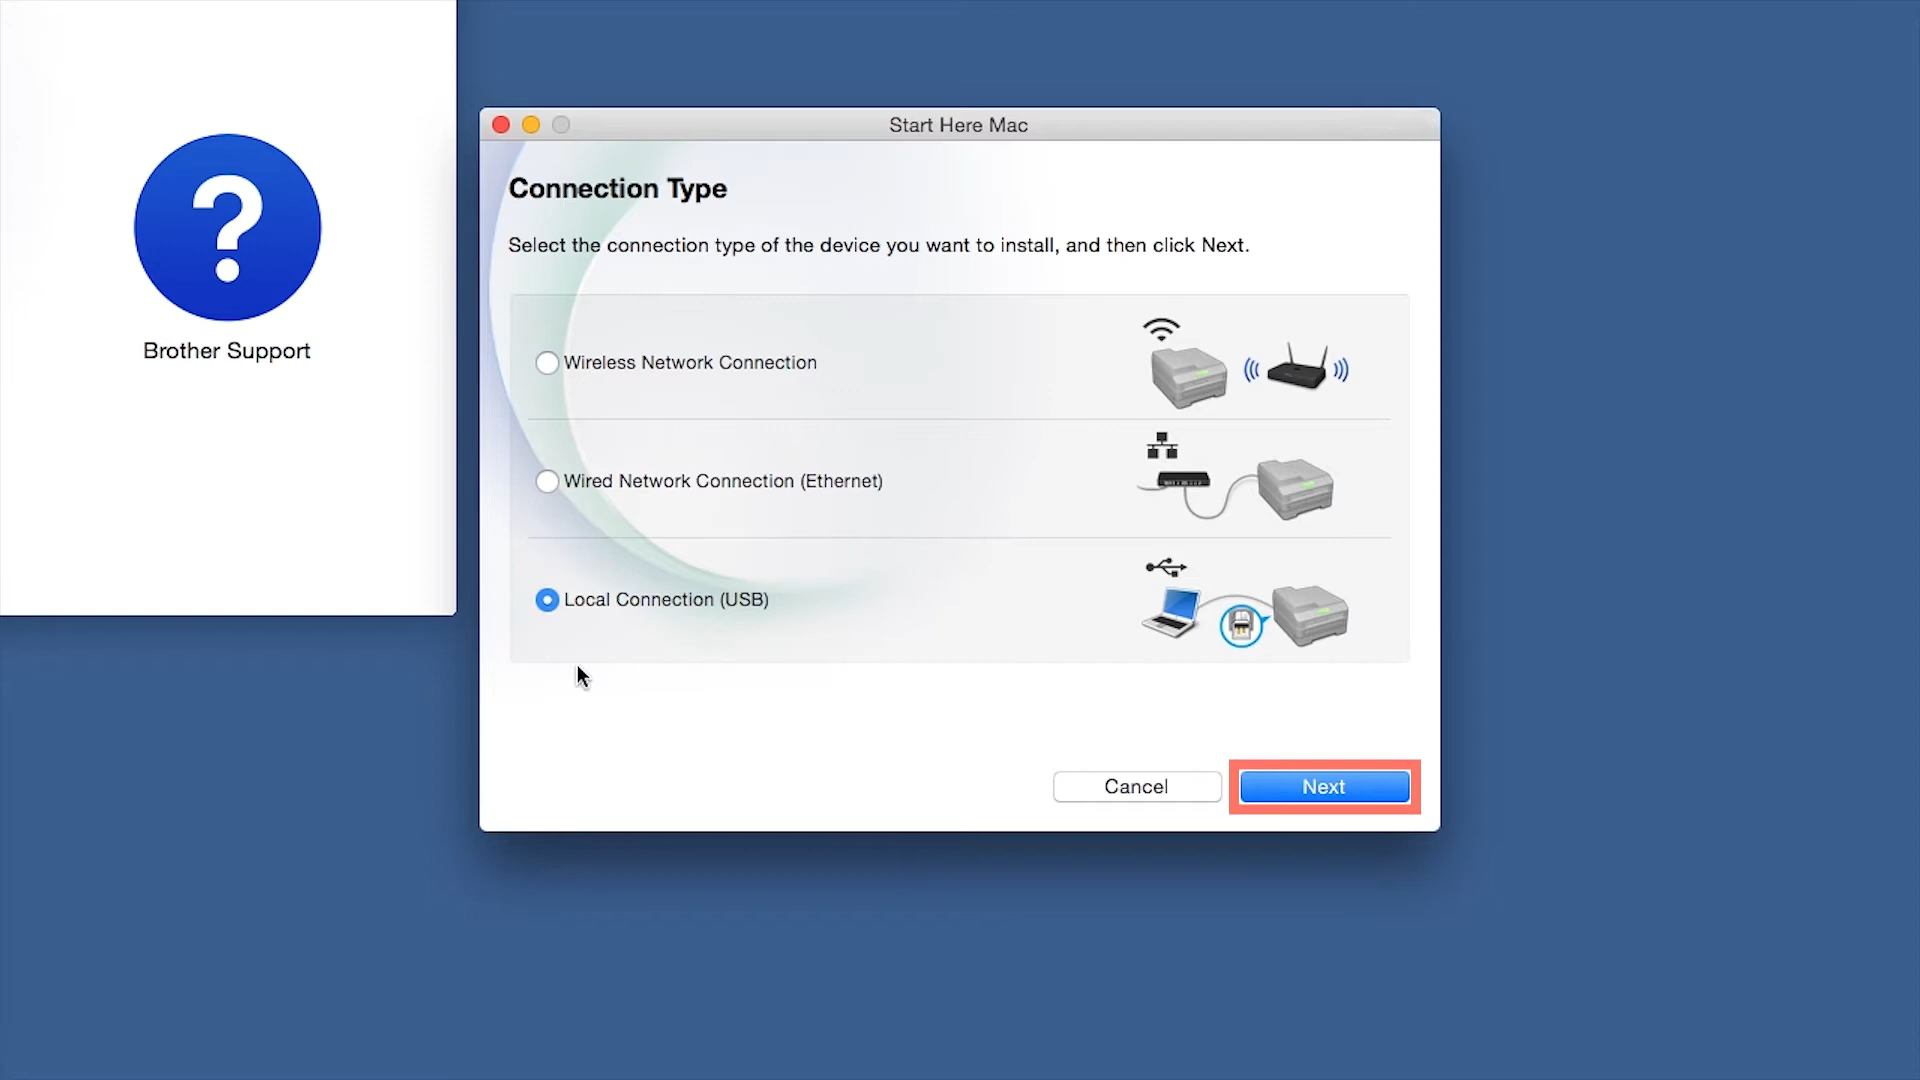 Brother Support
Start Here Mac
Connection Type
Select the connection type of the device you want to install, and then click Next.
Wireless Network Connection
Wired Network Connection (Ethernet)
Local Connection (USB)
Cancel
Next